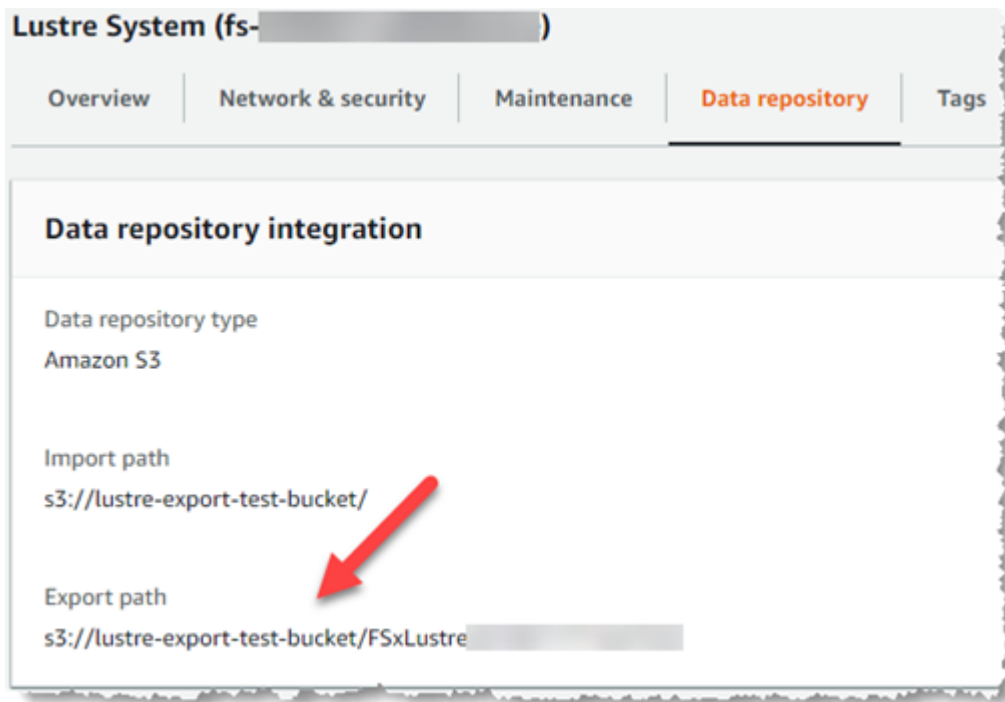 Lustre System (fs- )
Overview Network & security Maintenance Data repository Tags
Data repository integration
Data repository type
Amazon S3
Import path
s3://lustre-export-test-bucket/
Export path
s3://lustre-export-test-bucket/FSxLustre